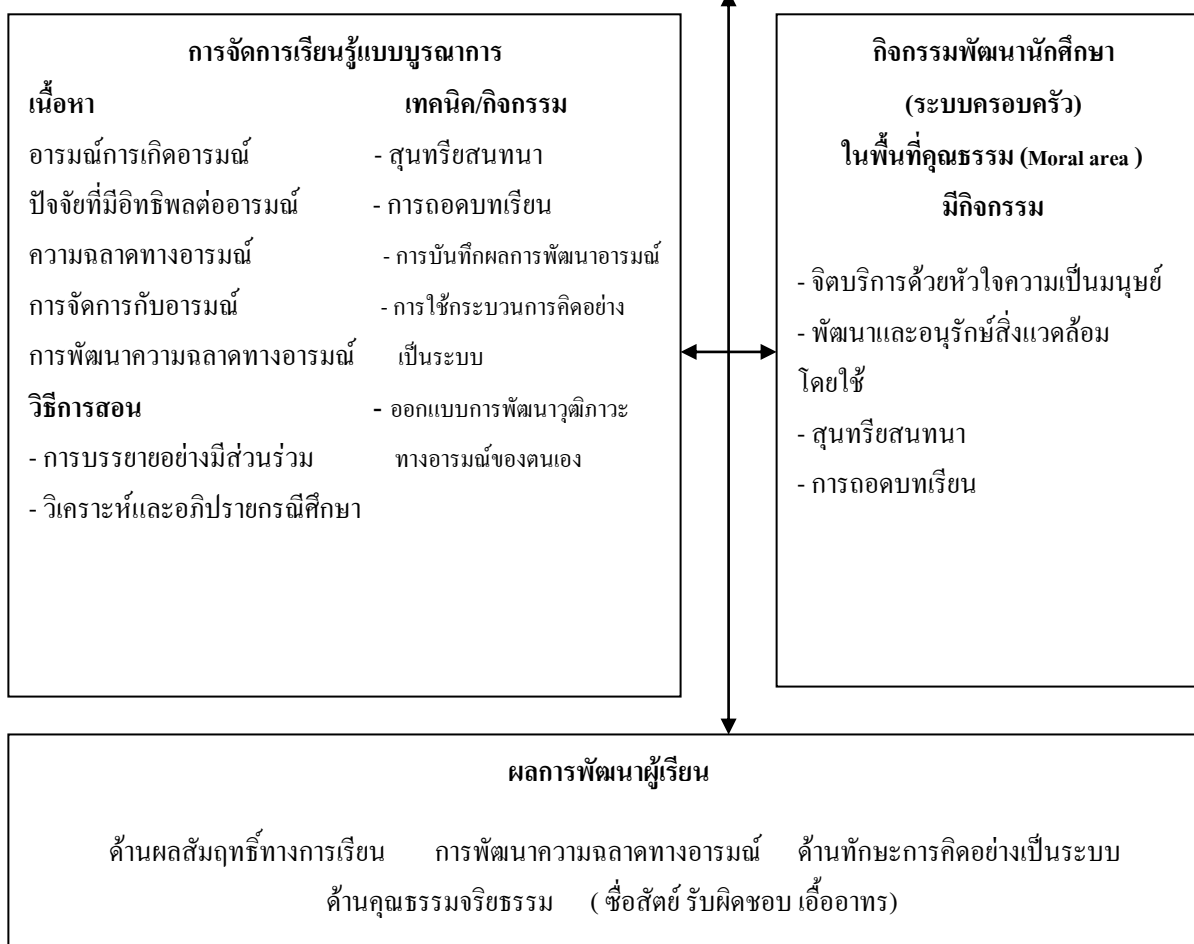 การจัดการเรียนรู้แบบบูรณาการ
เนื้อหา เทคนิค/กิจกรรม
อารมณ์การเกิดอารมณ์ - สุนทรียสนทนา
ปัจจัยที่มีอิทธิพลต่ออารมณ์ - การถอดบทเรียน
ความฉลาดทางอารมณ์ - การบันทึกผลการพัฒนาอารมณ์
การจัดการกับอารมณ์ - การใช้กระบวนการคิดอย่าง
การพัฒนาความฉลาดทางอารมณ์ เป็นระบบ
วิธีการสอน - ออกแบบการพัฒนาวุฒิภาวะ
- การบรรยายอย่างมีส่วนร่วม ทางอารมณ์ของตนเอง
- วิเคราะห์และอภิปรายกรณีศึกษา
กิจกรรมพัฒนานักศึกษา
(ระบบครอบครัว)
ในพื้นที่คุณธรรม (Moral area )
มีกิจกรรม
- จิตบริการด้วยหัวใจความเป็นมนุษย์
- พัฒนาและอนุรักษ์สิ่งแวดล้อม
โดยใช้
- สุนทรียสนทนา
- การถอดบทเรียน
ผลการพัฒนาผู้เรียน
ด้านผลสัมฤทธิ์ทางการเรียน การพัฒนาความฉลาดทางอารมณ์ ด้านทักษะการคิดอย่างเป็นระบบ
ด้านคุณธรรมจริยธรรม ( ซื่อสัตย์ รับผิดชอบ เอื้ออาทร)